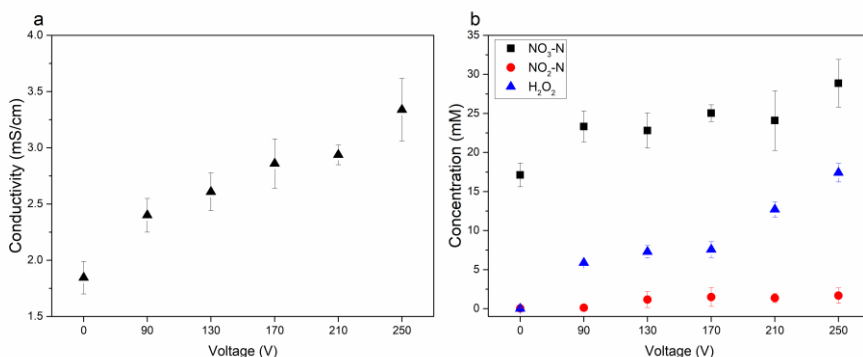 a
4.0
3.5
3.0
2.5
2.0
1.5
Conductivity (mS/cm)
0 90 130 170 210 250
Voltage (V)
b
35
30
25
20
15
10
5
0
Concentration (mM)
NO₃-N
NO₂-N
H₂O₂
0 90 130 170 210 250
Voltage (V)